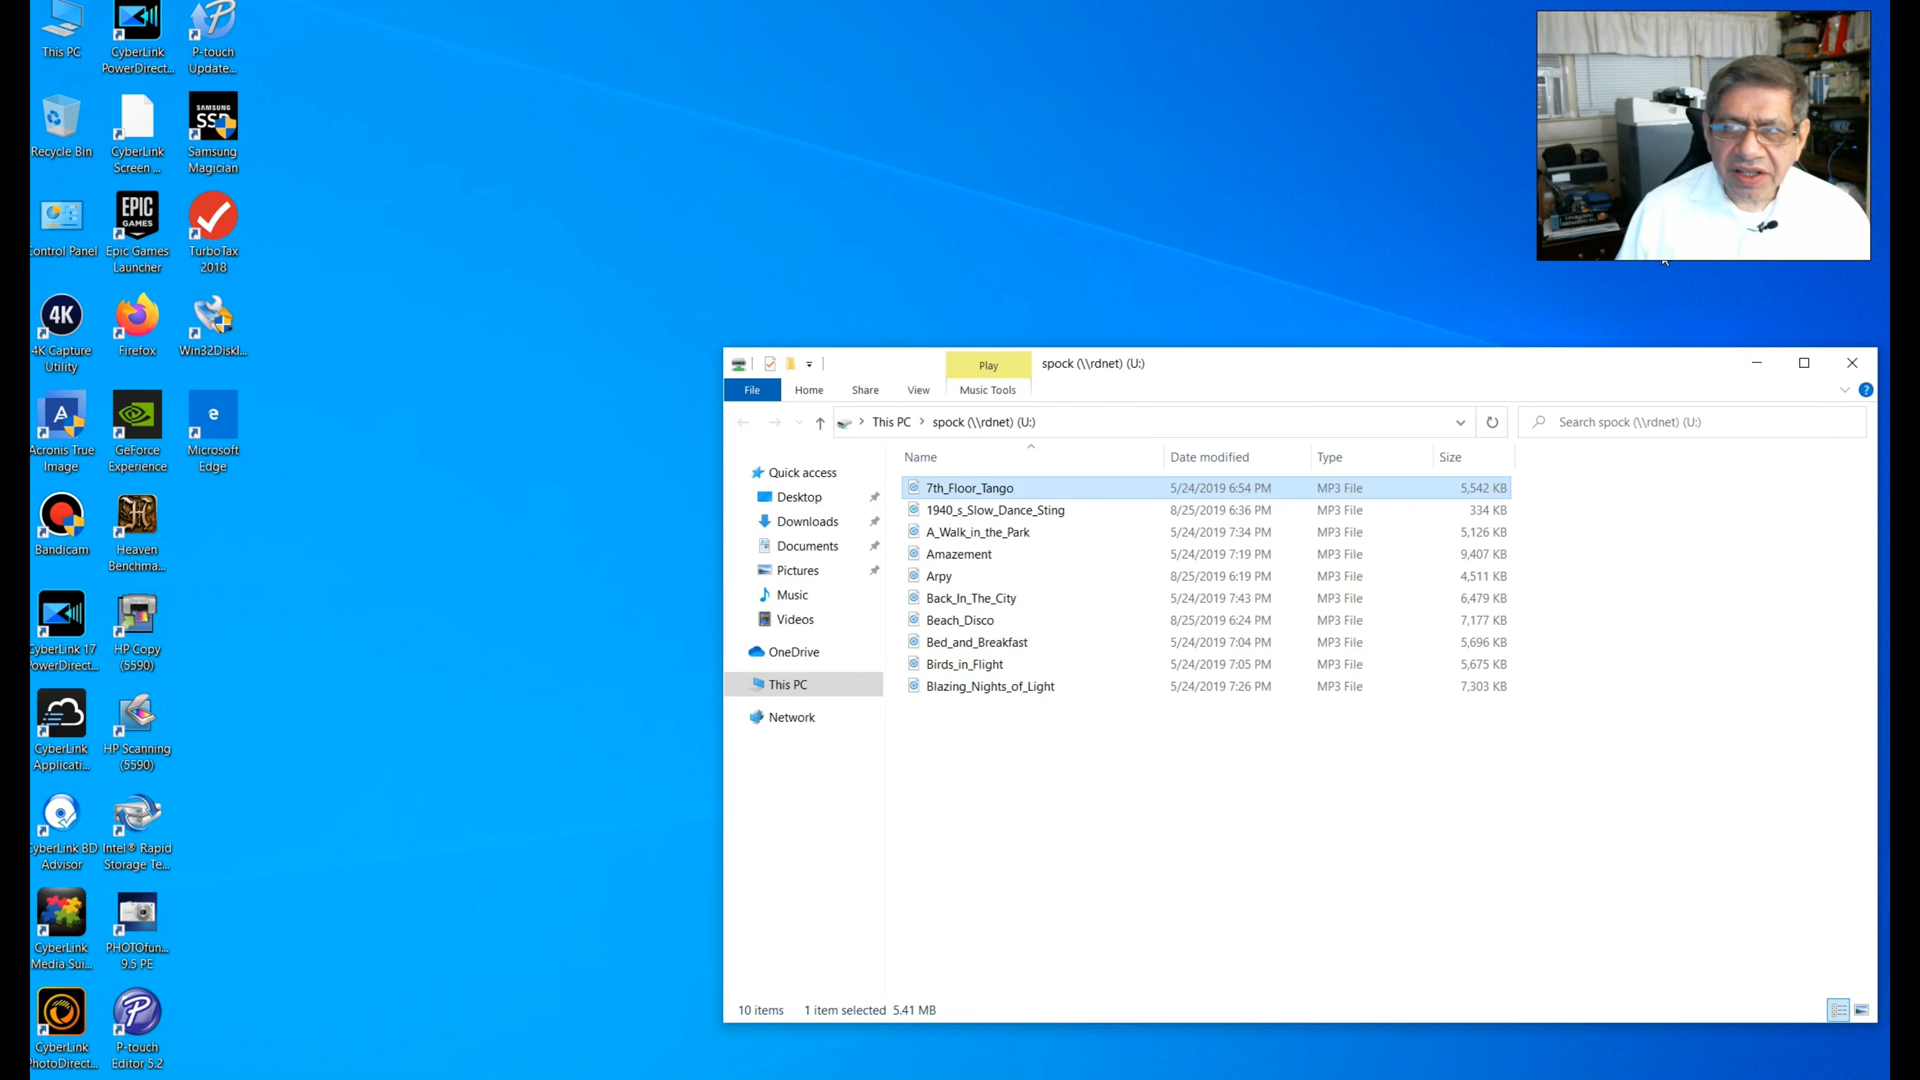 This PC
CyberLink
PowerDirect...
P-touch
Update...
Recycle Bin
CyberLink
Screen ...
SAMSUNG
SSD
Samsung
Magician
Control Panel
EPIC
GAMES
Epic Games
Launcher
TurboTax
2018
4K
4K Capture
Utility
Firefox
Win32DiskI...
Acronis True
Image
GeForce
Experience
Microsoft
Edge
Bandicam
Heaven
Benchma...
CyberLink 17
PowerDirect...
HP Copy
(5590)
CyberLink
Applicati...
HP Scanning
(5590)
CyberLink BD
Advisor
Intel® Rapid
Storage Te...
CyberLink
Media Sui...
PHOTOfun...
9.5 PE
CyberLink
PhotoDirect...
P-touch
Editor 5.2
Play
spock (\\rdnet) (U:)
File
Home
Share
View
Music Tools
This PC
spock (\\rdnet) (U:)
Search spock (\\rdnet) (U:)
Quick access
Desktop
Downloads
Documents
Pictures
Music
Videos
OneDrive
This PC
Network
Name Date modified Type Size
7th_Floor_Tango 5/24/2019 6:54 PM MP3 File 5,542 KB
1940_s_Slow_Dance_Sting 8/25/2019 6:36 PM MP3 File 334 KB
A_Walk_in_the_Park 5/24/2019 7:34 PM MP3 File 5,126 KB
Amazement 5/24/2019 7:19 PM MP3 File 9,407 KB
Arpy 8/25/2019 6:19 PM MP3 File 4,511 KB
Back_In_The_City 5/24/2019 7:43 PM MP3 File 6,479 KB
Beach_Disco 8/25/2019 6:24 PM MP3 File 7,177 KB
Bed_and_Breakfast 5/24/2019 7:04 PM MP3 File 5,696 KB
Birds_in_Flight 5/24/2019 7:05 PM MP3 File 5,675 KB
Blazing_Nights_of_Light 5/24/2019 7:26 PM MP3 File 7,303 KB
10 items 1 item selected 5.41 MB